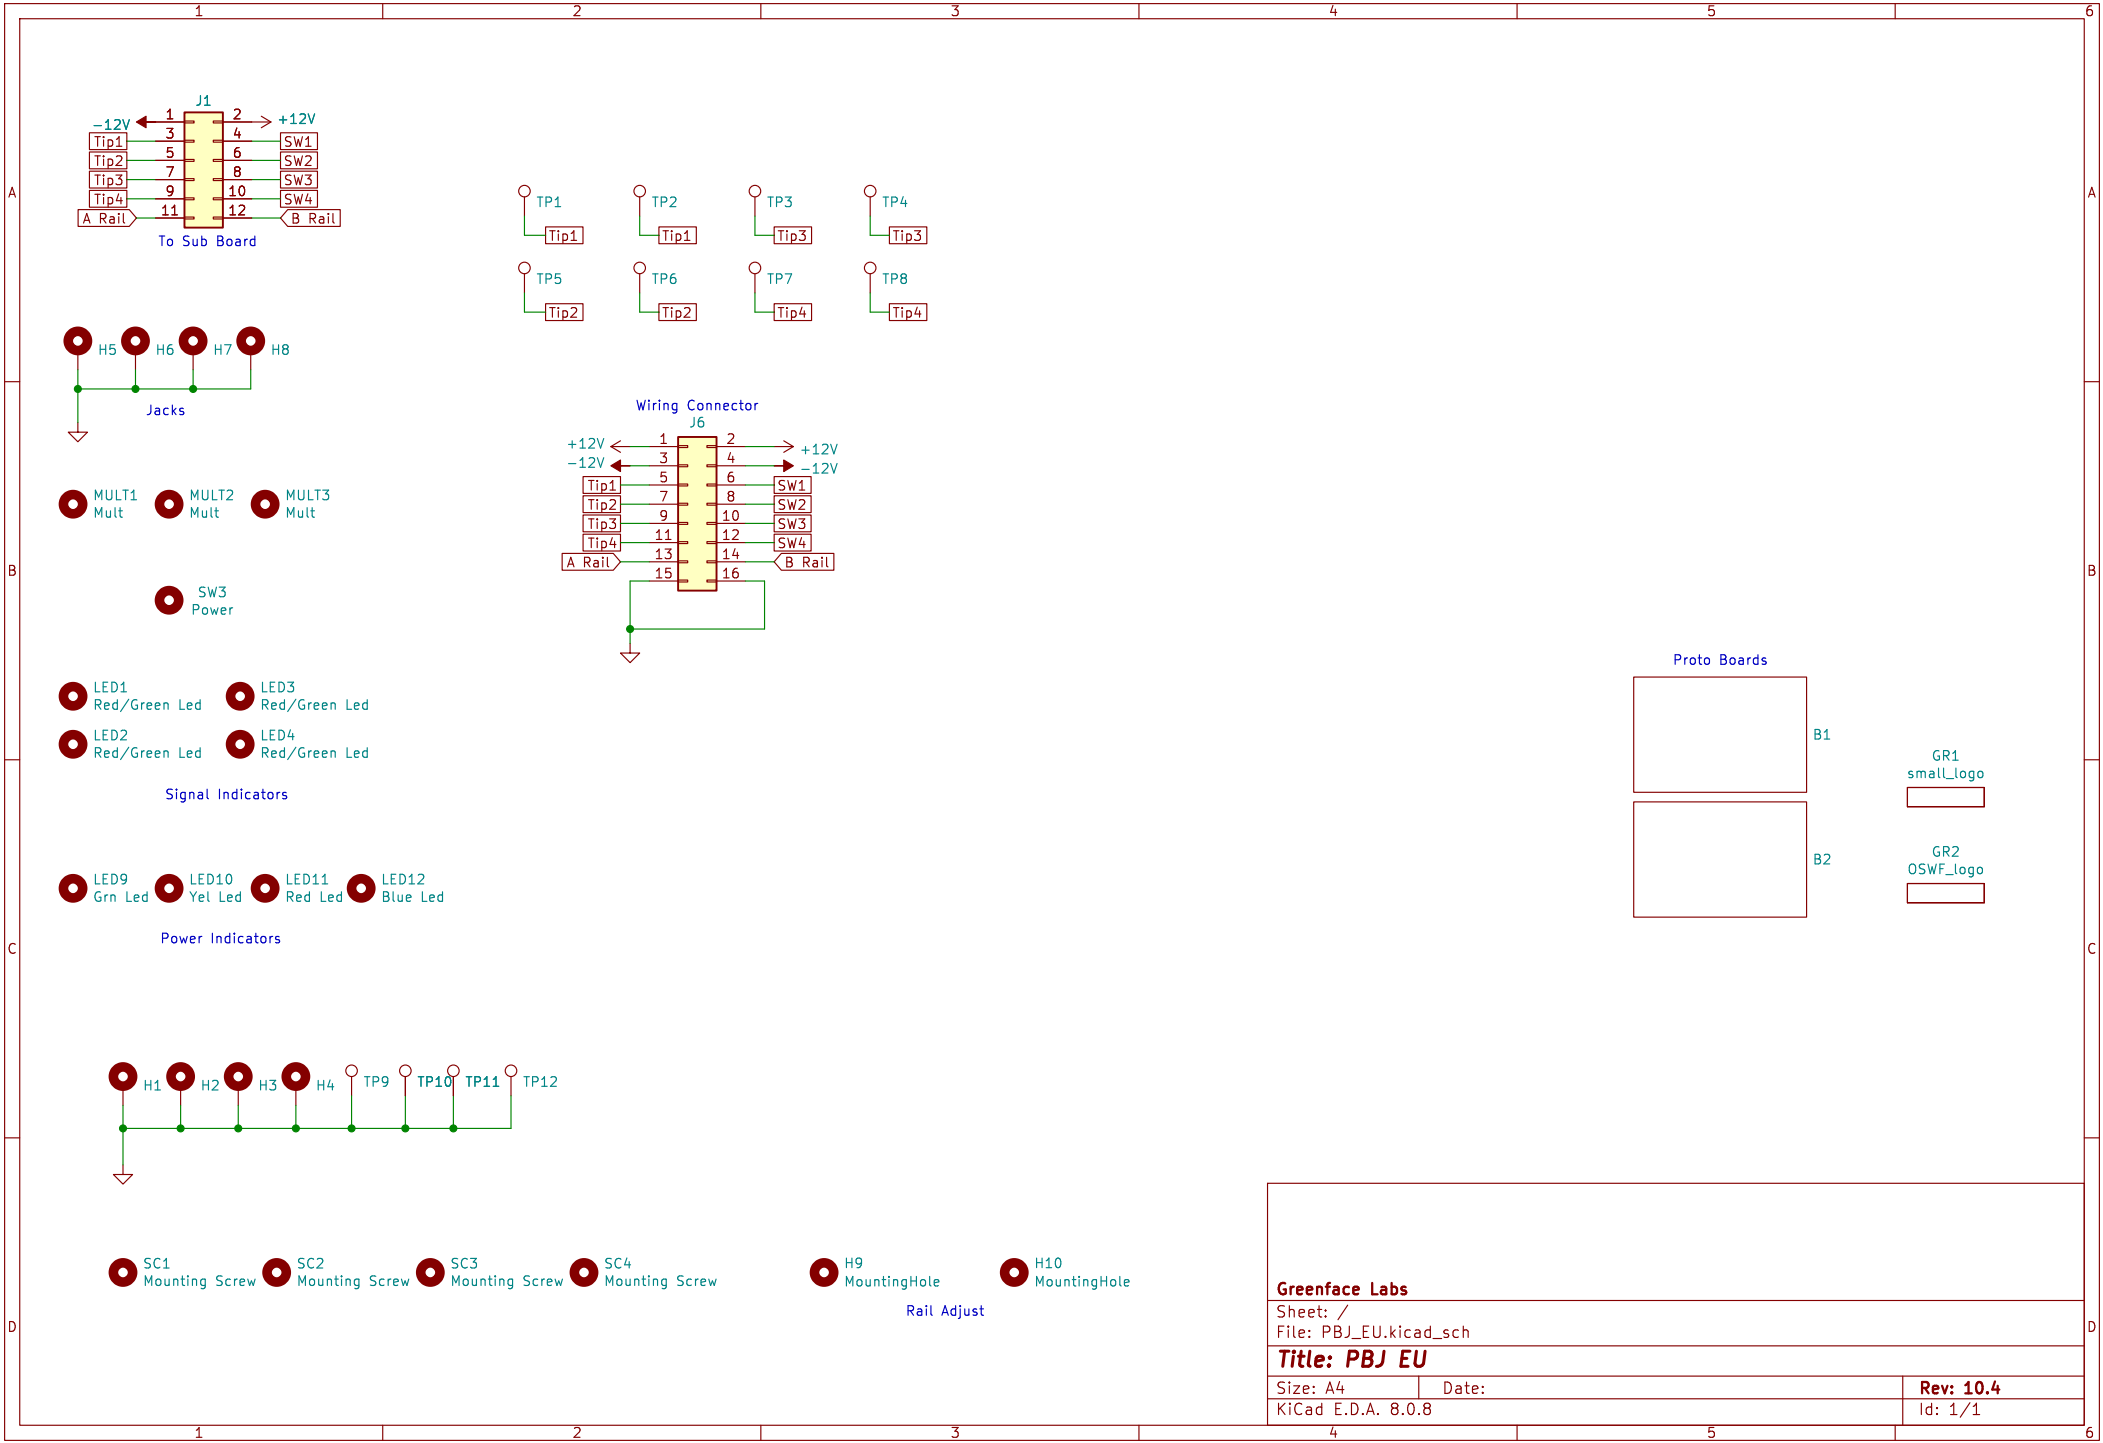 1 2 3 4 5 6
J1
-12V 1 2 +12V
Tip1 3 4 SW1
Tip2 5 6 SW2
Tip3 7 8 SW3
Tip4 9 10 SW4
A Rail 11 12 B Rail
To Sub Board
A A
TP1 TP2 TP3 TP4
Tip1 Tip1 Tip3 Tip3
TP5 TP6 TP7 TP8
Tip2 Tip2 Tip4 Tip4
H5 H6 H7 H8
Jacks
Wiring Connector
J6
+12V 1 2 +12V
-12V 3 4 -12V
Tip1 5 6 SW1
Tip2 7 8 SW2
Tip3 9 10 SW3
Tip4 11 12 SW4
A Rail 13 14 B Rail
15 16
MULT1 MULT2 MULT3
Mult Mult Mult
B B
SW3
Power
Proto Boards
B1
B2
GR1
small_logo
GR2
OSWF_logo
LED1 LED3
Red/Green Led Red/Green Led
LED2 LED4
Red/Green Led Red/Green Led
Signal Indicators
LED9 LED10 LED11 LED12
Grn Led Yel Led Red Led Blue Led
Power Indicators
C C
H1 H2 H3 H4 TP9 TP10 TP11 TP12
SC1 SC2 SC3 SC4 H9 H10
Mounting Screw Mounting Screw Mounting Screw Mounting Screw MountingHole MountingHole
Rail Adjust
D D
Greenface Labs
Sheet: /
File: PBJ_EU.kicad_sch
Title: PBJ EU
Size: A4 Date: Rev: 10.4
KiCad E.D.A. 8.0.8 Id: 1/1
1 2 3 4 5 6